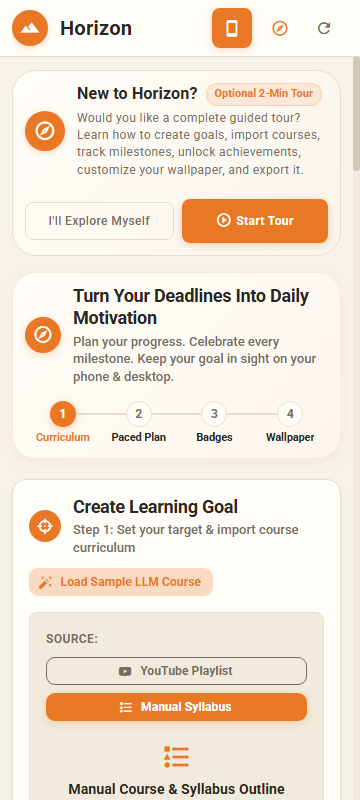 Horizon
New to Horizon?
Optional 2-Min Tour
Would you like a complete guided tour?
Learn how to create goals, import courses,
track milestones, unlock achievements,
customize your wallpaper, and export it.
I'll Explore Myself
Start Tour
Turn Your Deadlines Into Daily
Motivation
Plan your progress. Celebrate every
milestone. Keep your goal in sight on your
phone & desktop.
1
2
3
4
Curriculum
Paced Plan
Badges
Wallpaper
Create Learning Goal
Step 1: Set your target & import course
curriculum
Load Sample LLM Course
SOURCE:
YouTube Playlist
Manual Syllabus
Manual Course & Syllabus Outline